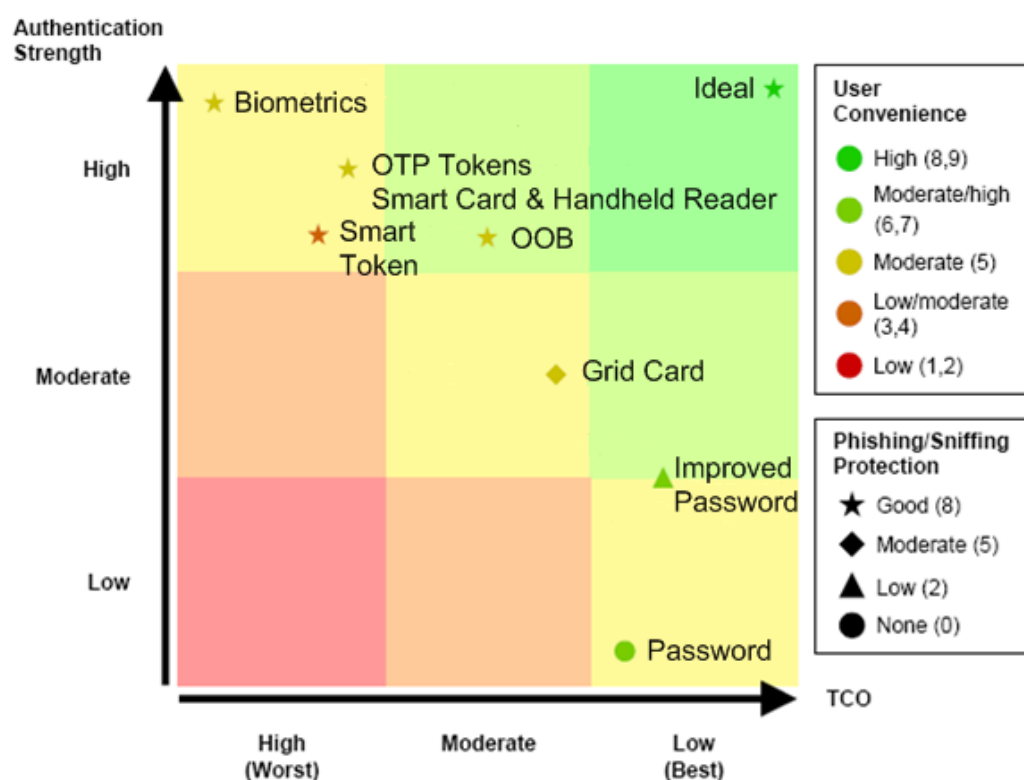 Authentication
Strength
High
Moderate
Low
Biometrics
Ideal
OTP Tokens
Smart Card & Handheld Reader
Smart
Token
OOB
Grid Card
Improved
Password
Password
TCO
High
(Worst)
Moderate
Low
(Best)
User
Convenience
High (8,9)
Moderate/high
(6,7)
Moderate (5)
Low/moderate
(3,4)
Low (1,2)
Phishing/Sniffing
Protection
Good (8)
Moderate (5)
Low (2)
None (0)